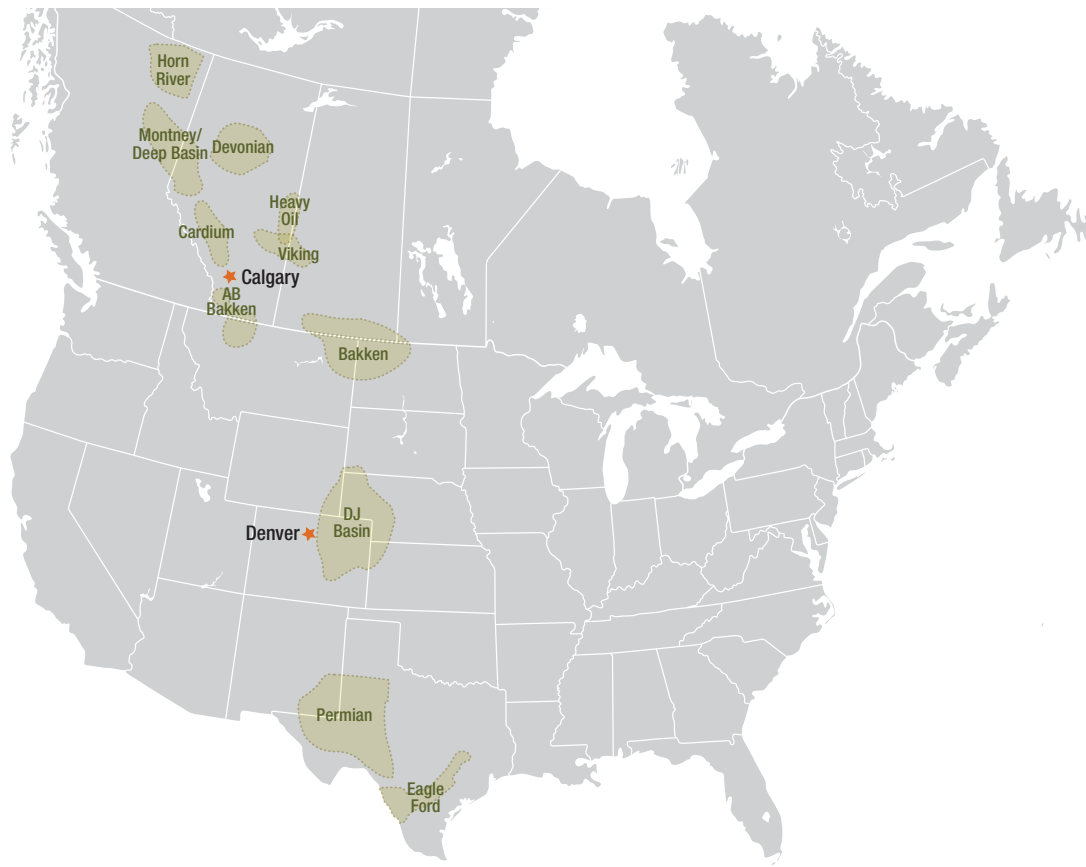 Horn
River
Montney/
Deep Basin
Devonian
Heavy
Oil
Cardium
Viking
Calgary
AB
Bakken
Bakken
DJ
Basin
Denver
Permian
Eagle
Ford